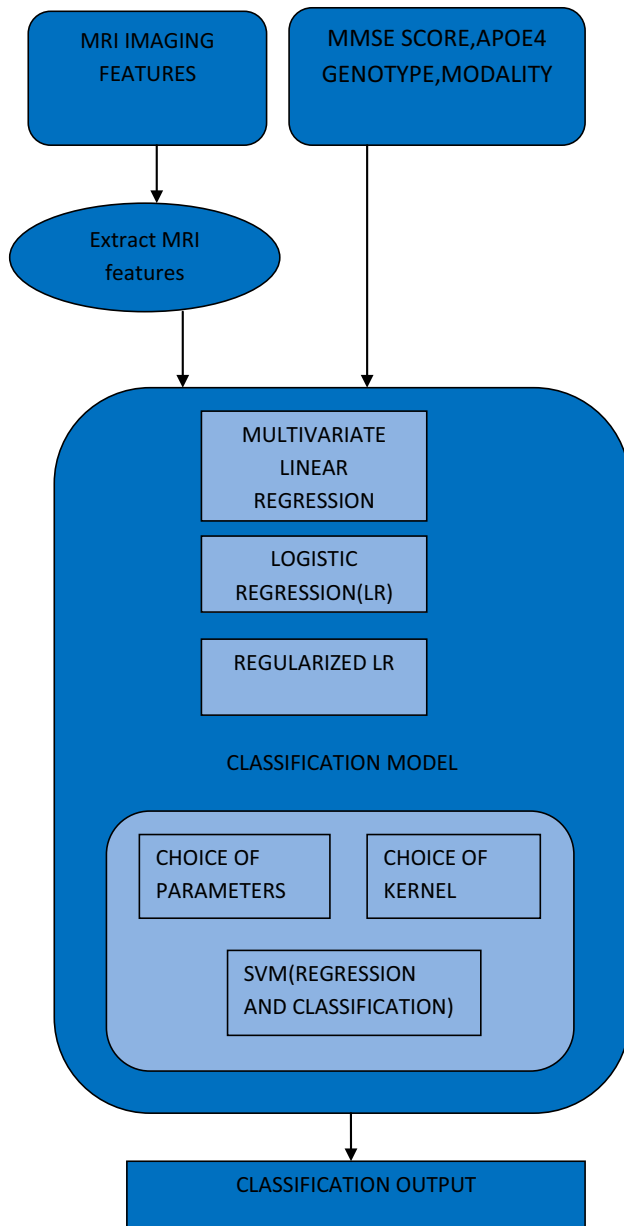 MRI IMAGING
FEATURES
MMSE SCORE,APOE4
GENOTYPE,MODALITY
Extract MRI
features
MULTIVARIATE
LINEAR
REGRESSION
LOGISTIC
REGRESSION(LR)
REGULARIZED LR
CLASSIFICATION MODEL
CHOICE OF
PARAMETERS
CHOICE OF
KERNEL
SVM(REGRESSION
AND CLASSIFICATION)
CLASSIFICATION OUTPUT